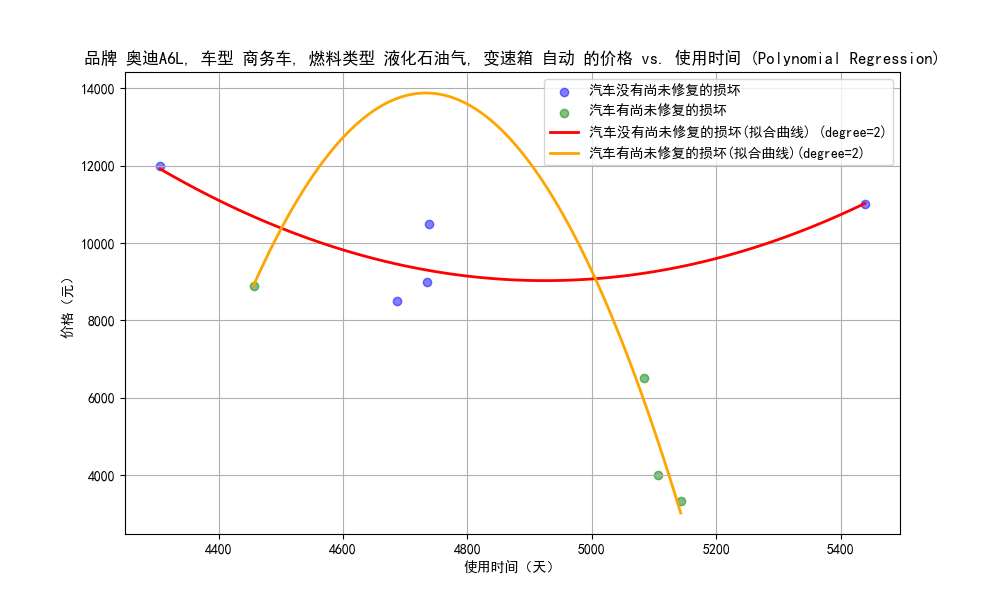 品牌 奥迪A6L, 车型 商务车, 燃料类型 液化石油气, 变速箱 自动 的价格 vs. 使用时间 (Polynomial Regression)
汽车没有尚未修复的损坏
汽车有尚未修复的损坏
汽车没有尚未修复的损坏(拟合曲线) (degree=2)
汽车有尚未修复的损坏(拟合曲线)(degree=2)
价格（元）
14000
12000
10000
8000
6000
4000
4400 4600 4800 5000 5200 5400
使用时间（天）